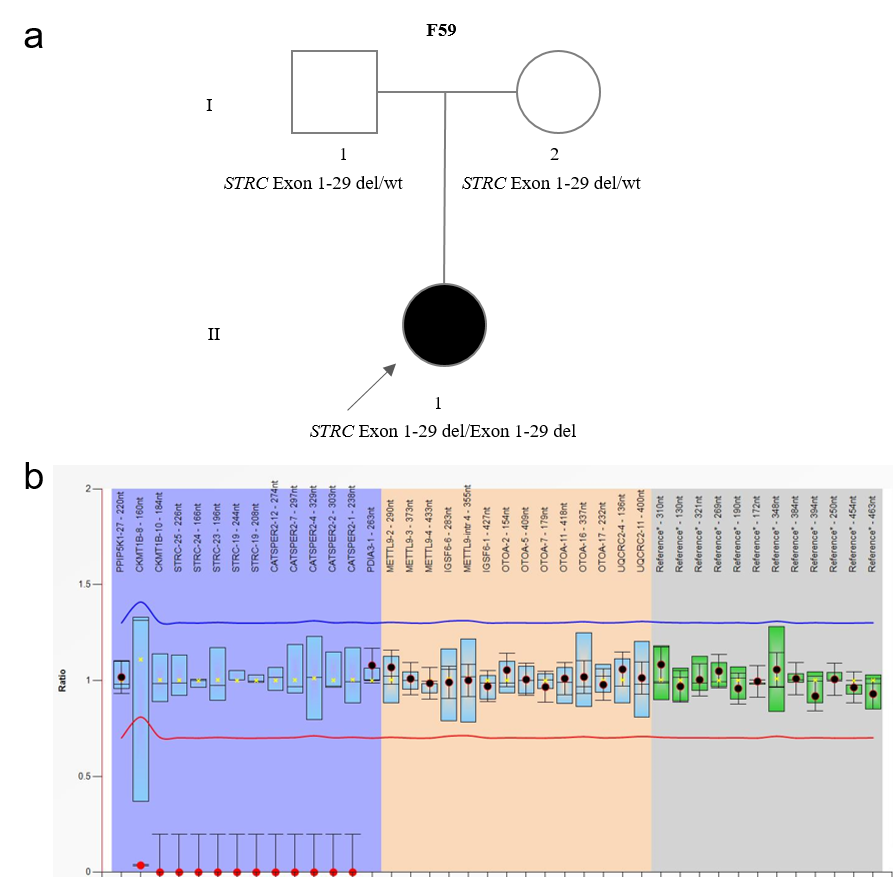 a
F59
I
1
2
STRC Exon 1-29 del/wt
STRC Exon 1-29 del/wt
II
1
STRC Exon 1-29 del/Exon 1-29 del
b
2
1.5
1
0.5
0
Ratio
PPIP5K1-27 - 220nt
CKMT1B-8 - 160nt
CKMT1B-10 - 184nt
STRC-25 - 226nt
STRC-24 - 166nt
STRC-23 - 196nt
STRC-19 - 244nt
STRC-19 - 208nt
CATSPER2-12 - 274nt
CATSPER2-7 - 297nt
CATSPER2-4 - 329nt
CATSPER2-2 - 303nt
CATSPER2-1 - 238nt
PDIA3-1 - 263nt
METTL9-2 - 290nt
METTL9-3 - 373nt
METTL9-4 - 433nt
IGSF6-6 - 283nt
METTL9-intr 4 - 355nt
IGSF6-1 - 427nt
OTOA-2 - 154nt
OTOA-5 - 409nt
OTOA-7 - 179nt
OTOA-11 - 418nt
OTOA-16 - 337nt
OTOA-17 - 232nt
UQCRC2-4 - 136nt
UQCRC2-11 - 400nt
Reference* - 310nt
Reference* - 130nt
Reference* - 321nt
Reference* - 269nt
Reference* - 190nt
Reference* - 172nt
Reference* - 348nt
Reference* - 384nt
Reference* - 394nt
Reference* - 250nt
Reference* - 454nt
Reference* - 463nt